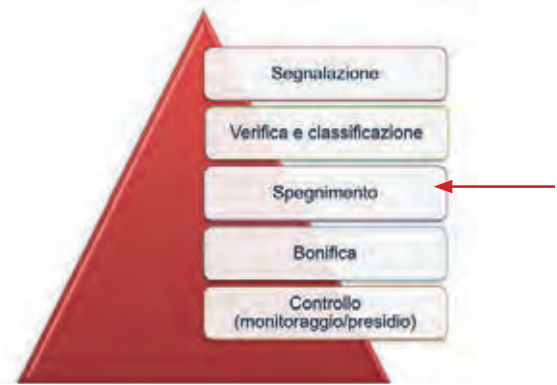 Segnalazione
Verifica e classificazione
Spegnimento
Bonifica
Controllo
(monitoraggio/presidio)